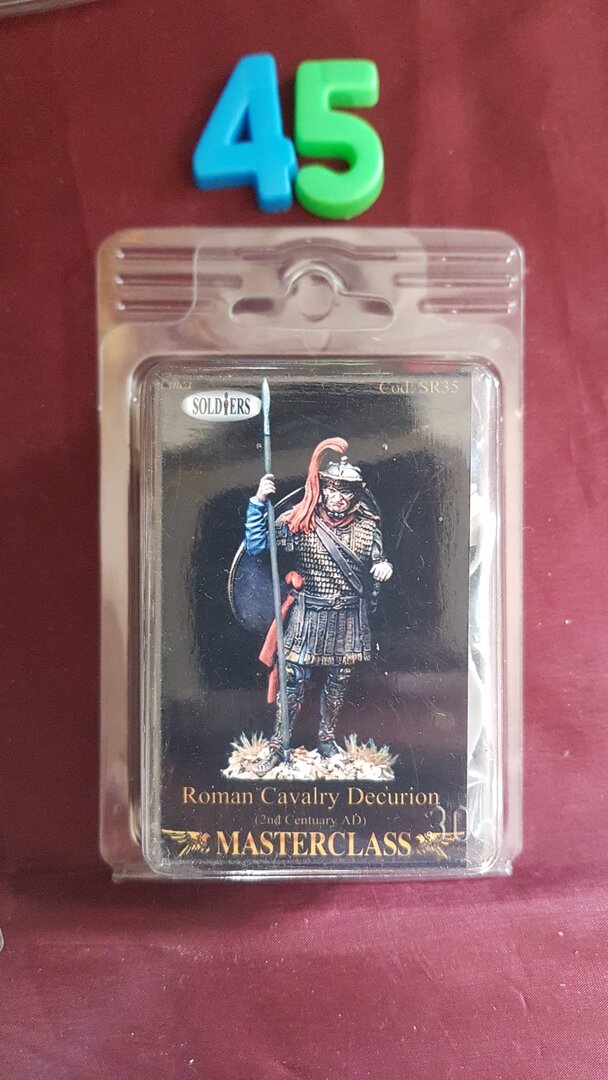 45
SOLDIERS
Cod: SR35
Roman Cavalry Decurion
(2nd Centuary AD)
MASTERCLASS